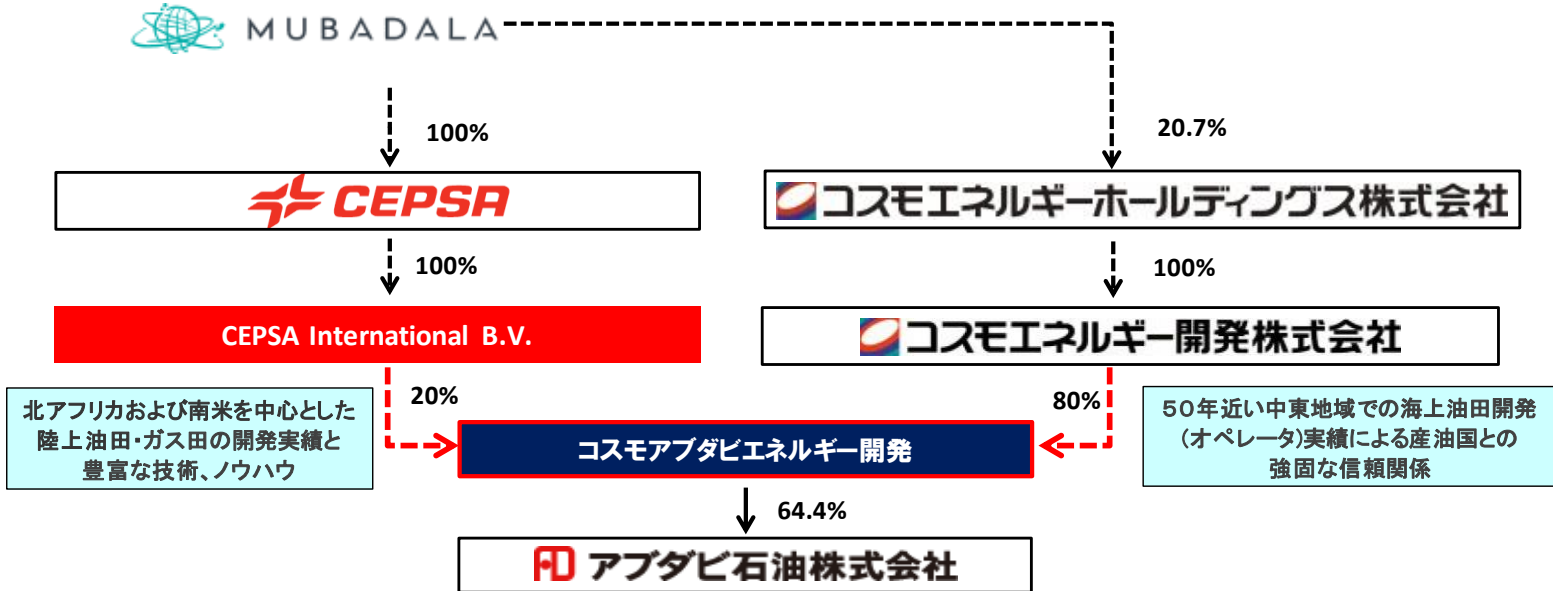 MUBADALA
100%
20.7%
CEPSA
コスモエネルギーホールディングス株式会社
100%
100%
CEPSA International B.V.
コスモエネルギー開発株式会社
20%
80%
北アフリカおよび南米を中心とした
陸上油田・ガス田の開発実績と
豊富な技術、ノウハウ
コスモアブダビエネルギー開発
50年近い中東地域での海上油田開発
(オペレータ)実績による産油国との
強固な信頼関係
64.4%
アブダビ石油株式会社